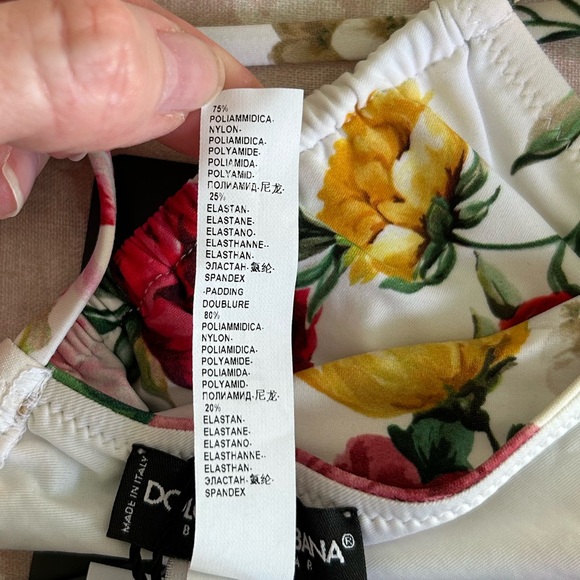 75%
POLIAMMIDICA-
NYLON-
POLIAMIDICA-
POLYAMIDE-
POLIAMIDA-
POLYAMID-
ПОЛИАМИД-尼龙-
25%
ELASTAN-
ELASTANE-
ELASTANO-
ELASTHANNE-
ELASTHAN-
ЭЛАСТАН-氨纶-
SPANDEX
-PADDING
DOUBLURE
80%
POLIAMMIDICA-
NYLON-
POLIAMIDICA-
POLYAMIDE-
POLIAMIDA-
POLYAMID-
ПОЛИАМИД-尼龙-
20%
ELASTAN-
ELASTANE-
ELASTANO-
ELASTHANNE-
ELASTHAN-
ЭЛАСТАН-氨纶-
SPANDEX
MADE IN ITALY
DO
BANA®